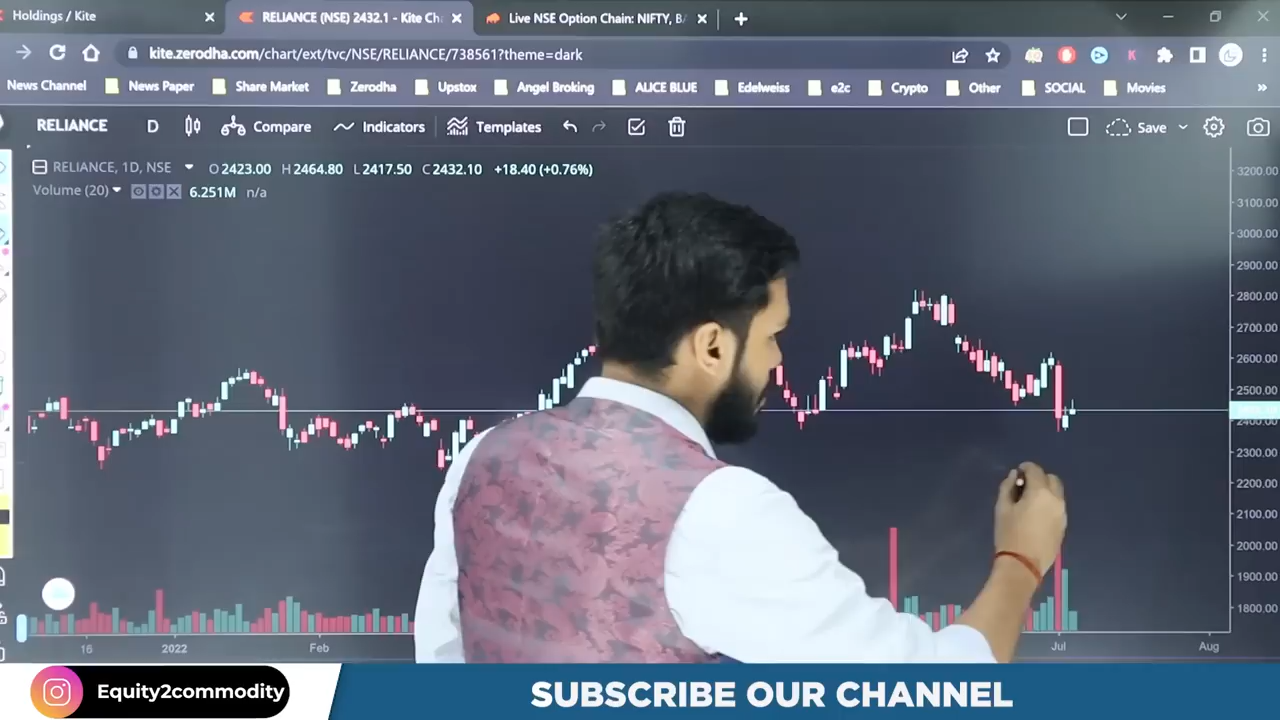 Holdings / Kite
RELIANCE (NSE) 2432.1 - Kite Ch
Live NSE Option Chain: NIFTY, BA
kite.zerodha.com/chart/ext/tvc/NSE/RELIANCE/738561?theme=dark
News Channel News Paper Share Market Zerodha Upstox Angel Broking ALICE BLUE Edelweiss e2c Crypto Other SOCIAL Movies
RELIANCE D Compare Indicators Templates Save
RELIANCE, 1D, NSE O2423.00 H2464.80 L2417.50 C2432.10 +18.40 (+0.76%)
Volume (20) 6.251M n/a
3200.00
3100.00
3000.00
2900.00
2800.00
2700.00
2600.00
2500.00
2400.00
2300.00
2200.00
2100.00
2000.00
1900.00
1800.00
16 2022 Feb Jul Aug
Equity2commodity
SUBSCRIBE OUR CHANNEL